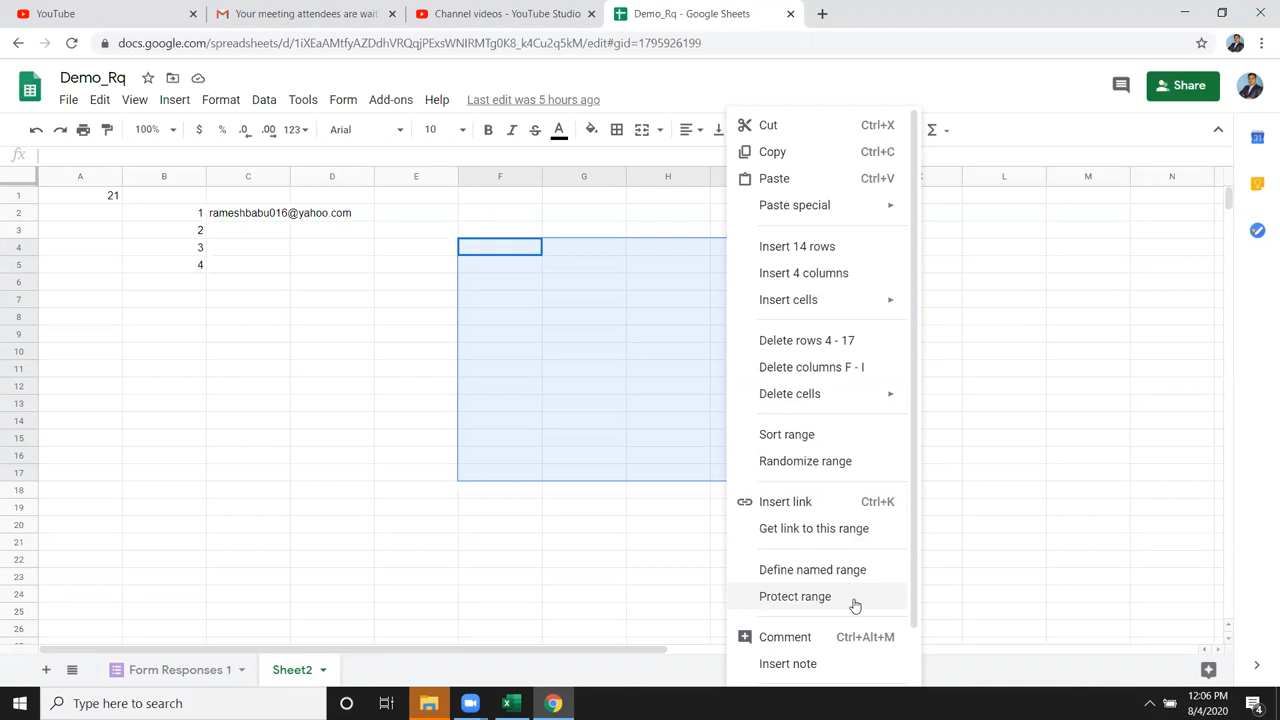 YouTube
Your meeting attendees are wait
Channel videos - YouTube Studio
Demo_Rq - Google Sheets
docs.google.com/spreadsheets/d/1iXEaAMtfyAZDdhVRQqjPExsWNIRMTg0K8_k4Cu2q5kM/edit#gid=1795926199
Demo_Rq
File Edit View Insert Format Data Tools Form Add-ons Help Last edit was 5 hours ago
Share
100% $ % .0 .00 123 Arial 10 B I S A Σ
fx
A B C D E F G H L M N
1 21
2 1 rameshbabu016@yahoo.com
3 2
4 3
5 4
6
7
8
9
10
11
12
13
14
15
16
17
18
19
20
21
22
23
24
25
26
Cut Ctrl+X
Copy Ctrl+C
Paste Ctrl+V
Paste special
Insert 14 rows
Insert 4 columns
Insert cells
Delete rows 4 - 17
Delete columns F - I
Delete cells
Sort range
Randomize range
Insert link Ctrl+K
Get link to this range
Define named range
Protect range
Comment Ctrl+Alt+M
Insert note
Form Responses 1
Sheet2
Type here to search
12:06 PM
8/4/2020
4